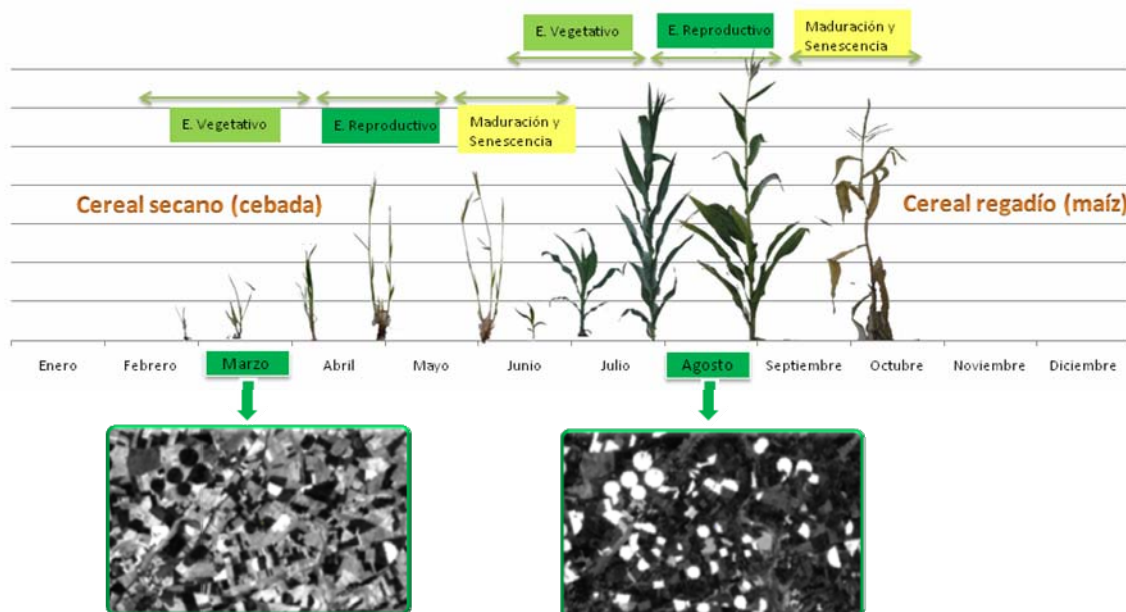 E. Vegetativo
E. Reproductivo
Maduración y
Senescencia
E. Vegetativo
E. Reproductivo
Maduración y
Senescencia
Cereal secano (cebada)
Cereal regadío (maíz)
Enero
Febrero
Marzo
Abril
Mayo
Junio
Julio
Agosto
Septiembre
Octubre
Noviembre
Diciembre